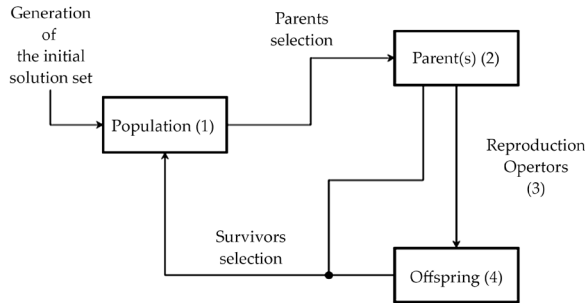 Generation
of
the initial
solution set
Parents
selection
Parent(s) (2)
Population (1)
Reproduction
Opertors
(3)
Survivors
selection
Offspring (4)